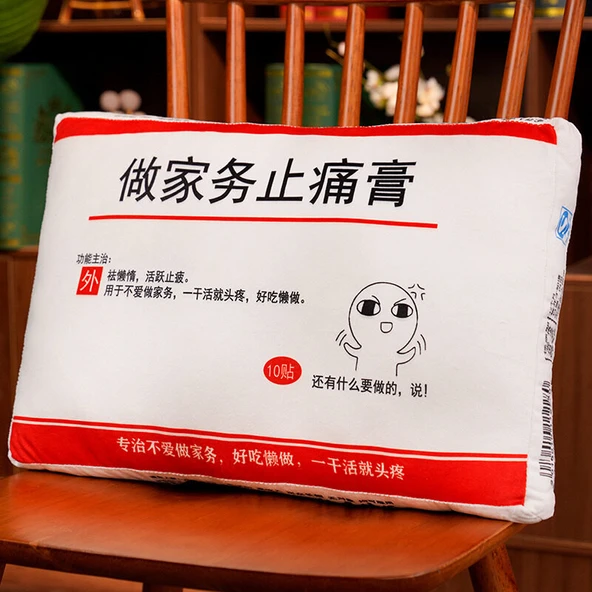 做家务止痛膏
功能主治:
外
祛懒惰，活跃止疲。
用于不爱做家务，一干活就头疼，好吃懒做。
10贴
还有什么要做的，说!
专治不爱做家务，好吃懒做，一干活就头疼